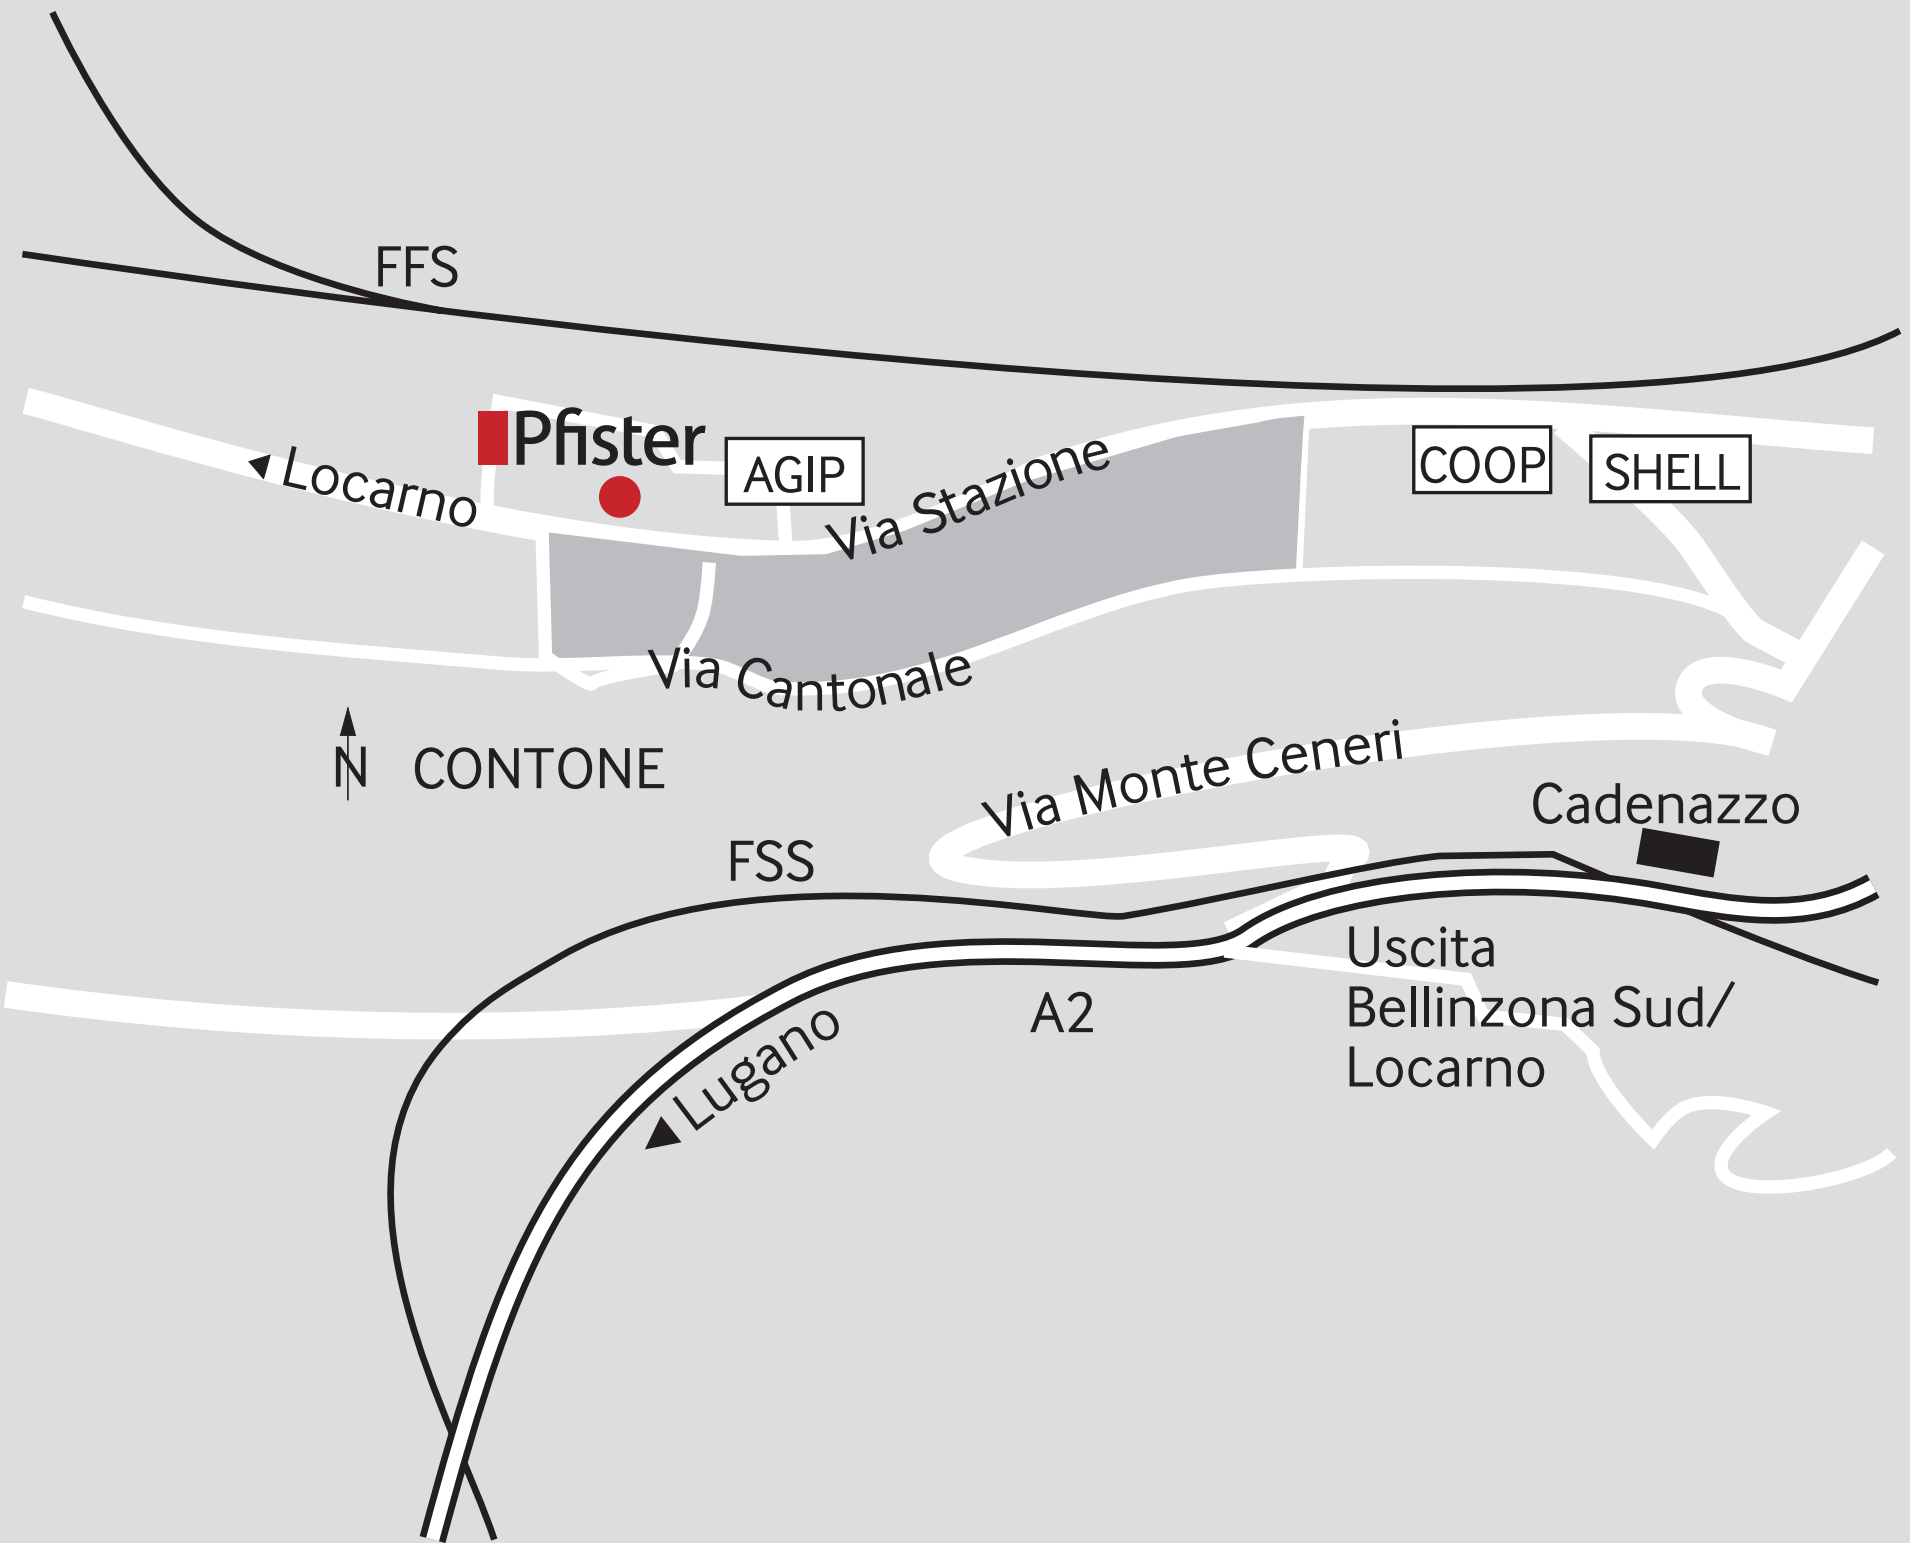 FFS
Pfister
AGIP
COOP
SHELL
Locarno
Via Stazione
Via Cantonale
N
CONTONE
Via Monte Ceneri
Cadenazzo
FSS
Uscita
Bellinzona Sud/
Locarno
A2
Lugano